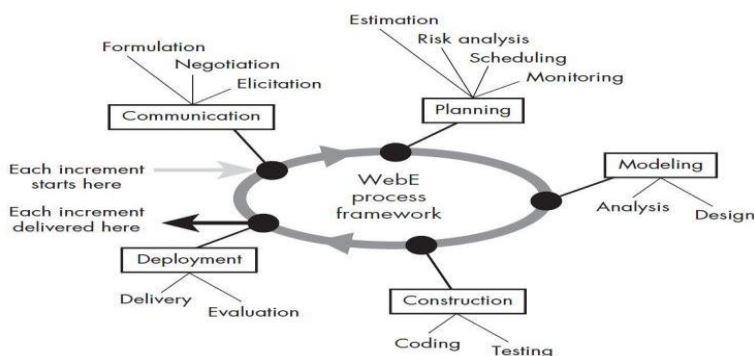 Formulation
Negotiation
Elicitation
Communication
Estimation
Risk analysis
Scheduling
Monitoring
Planning
Each increment
starts here
WebE
process
framework
Modeling
Analysis
Design
Each increment
delivered here
Deployment
Delivery
Evaluation
Construction
Coding
Testing